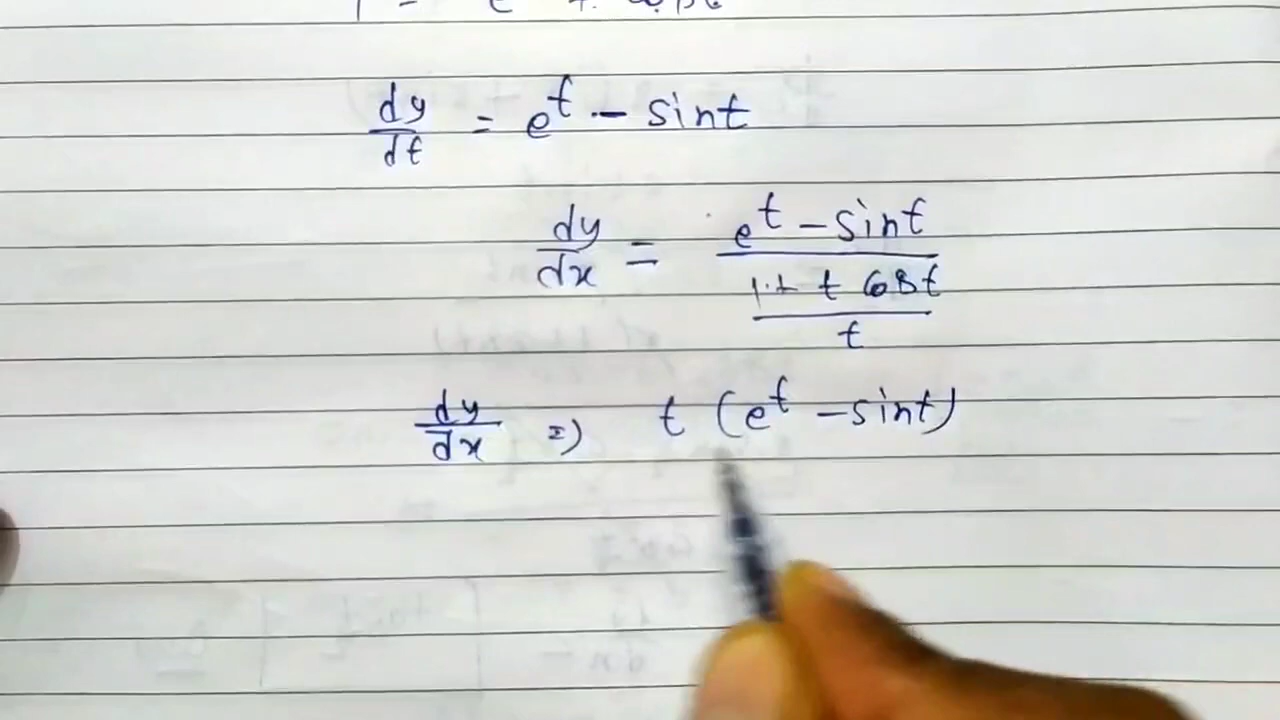 dy/dt = e^t - sint
dy/dx = (e^t - sint) / ((1 + t cost) / t)
dy/dx => t (e^t - sint)